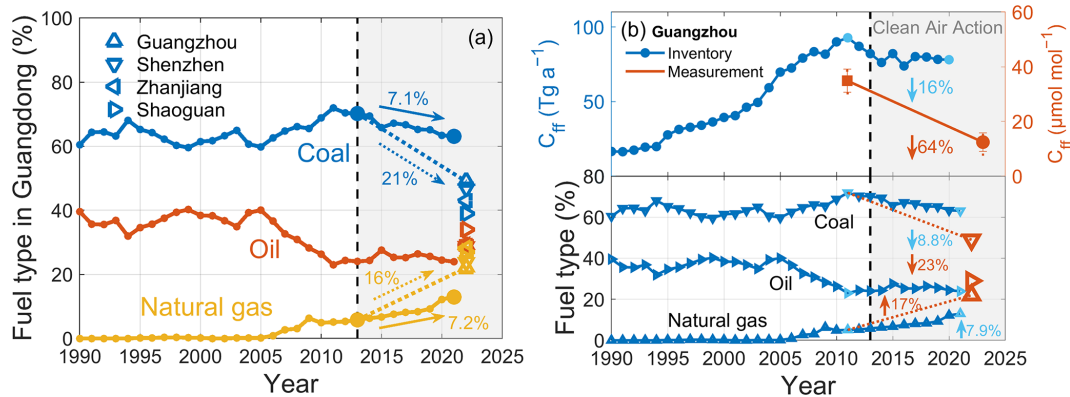 (a)
Guangzhou
Shenzhen
Zhanjiang
Shaoguan
Fuel type in Guangdong (%)
100
80
60
40
20
0
7.1%
Coal
21%
Oil
16%
Natural gas
7.2%
1990 1995 2000 2005 2010 2015 2020 2025
Year
(b) Guangzhou
Inventory
Measurement
Clean Air Action
Cff (Tg a−1)
100
50
Cff (μmol mol−1)
60
40
20
0
16%
64%
Fuel type (%)
80
60
40
20
0
Coal
8.8%
23%
Oil
17%
Natural gas
7.9%
1990 1995 2000 2005 2010 2015 2020 2025
Year